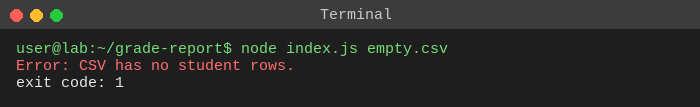 Terminal
user@lab:~/grade-report$ node index.js empty.csv
Error: CSV has no student rows.
exit code: 1